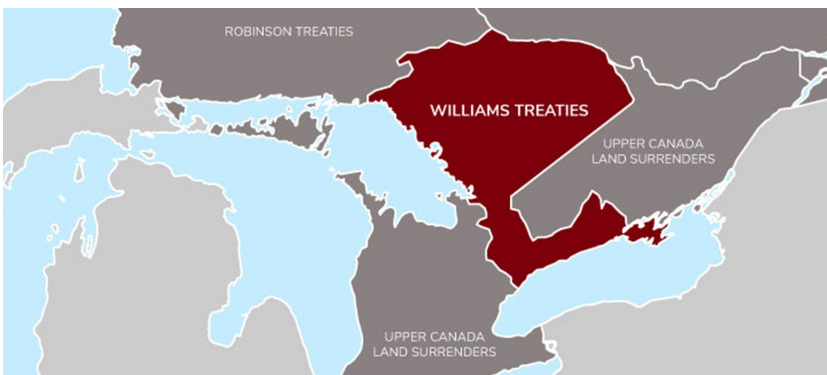 ROBINSON TREATIES
WILLIAMS TREATIES
UPPER CANADA
LAND SURRENDERS
UPPER CANADA
LAND SURRENDERS